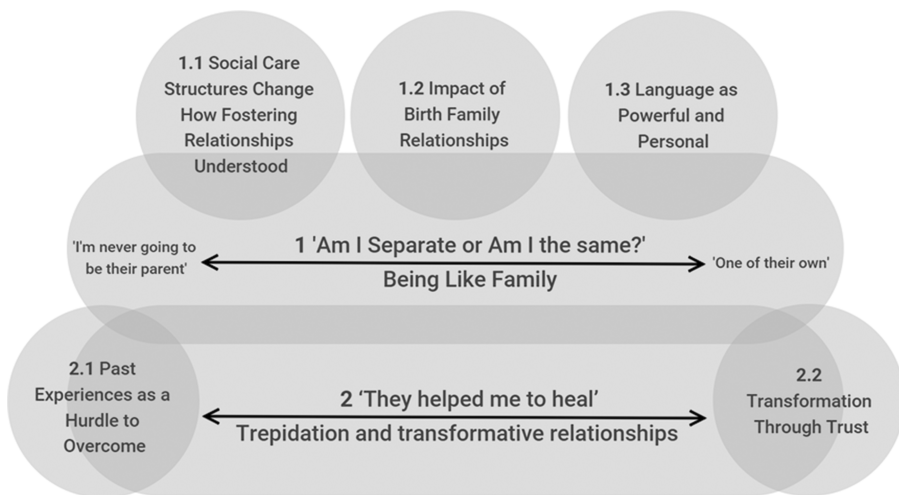 1.1 Social Care
Structures Change
How Fostering
Relationships
Understood
1.2 Impact of
Birth Family
Relationships
1.3 Language as
Powerful and
Personal
'I'm never going to
be their parent'
1 'Am I Separate or Am I the same?'
Being Like Family
'One of their own'
2.1 Past
Experiences as a
Hurdle to
Overcome
2 ‘They helped me to heal’
Trepidation and transformative relationships
2.2
Transformation
Through Trust